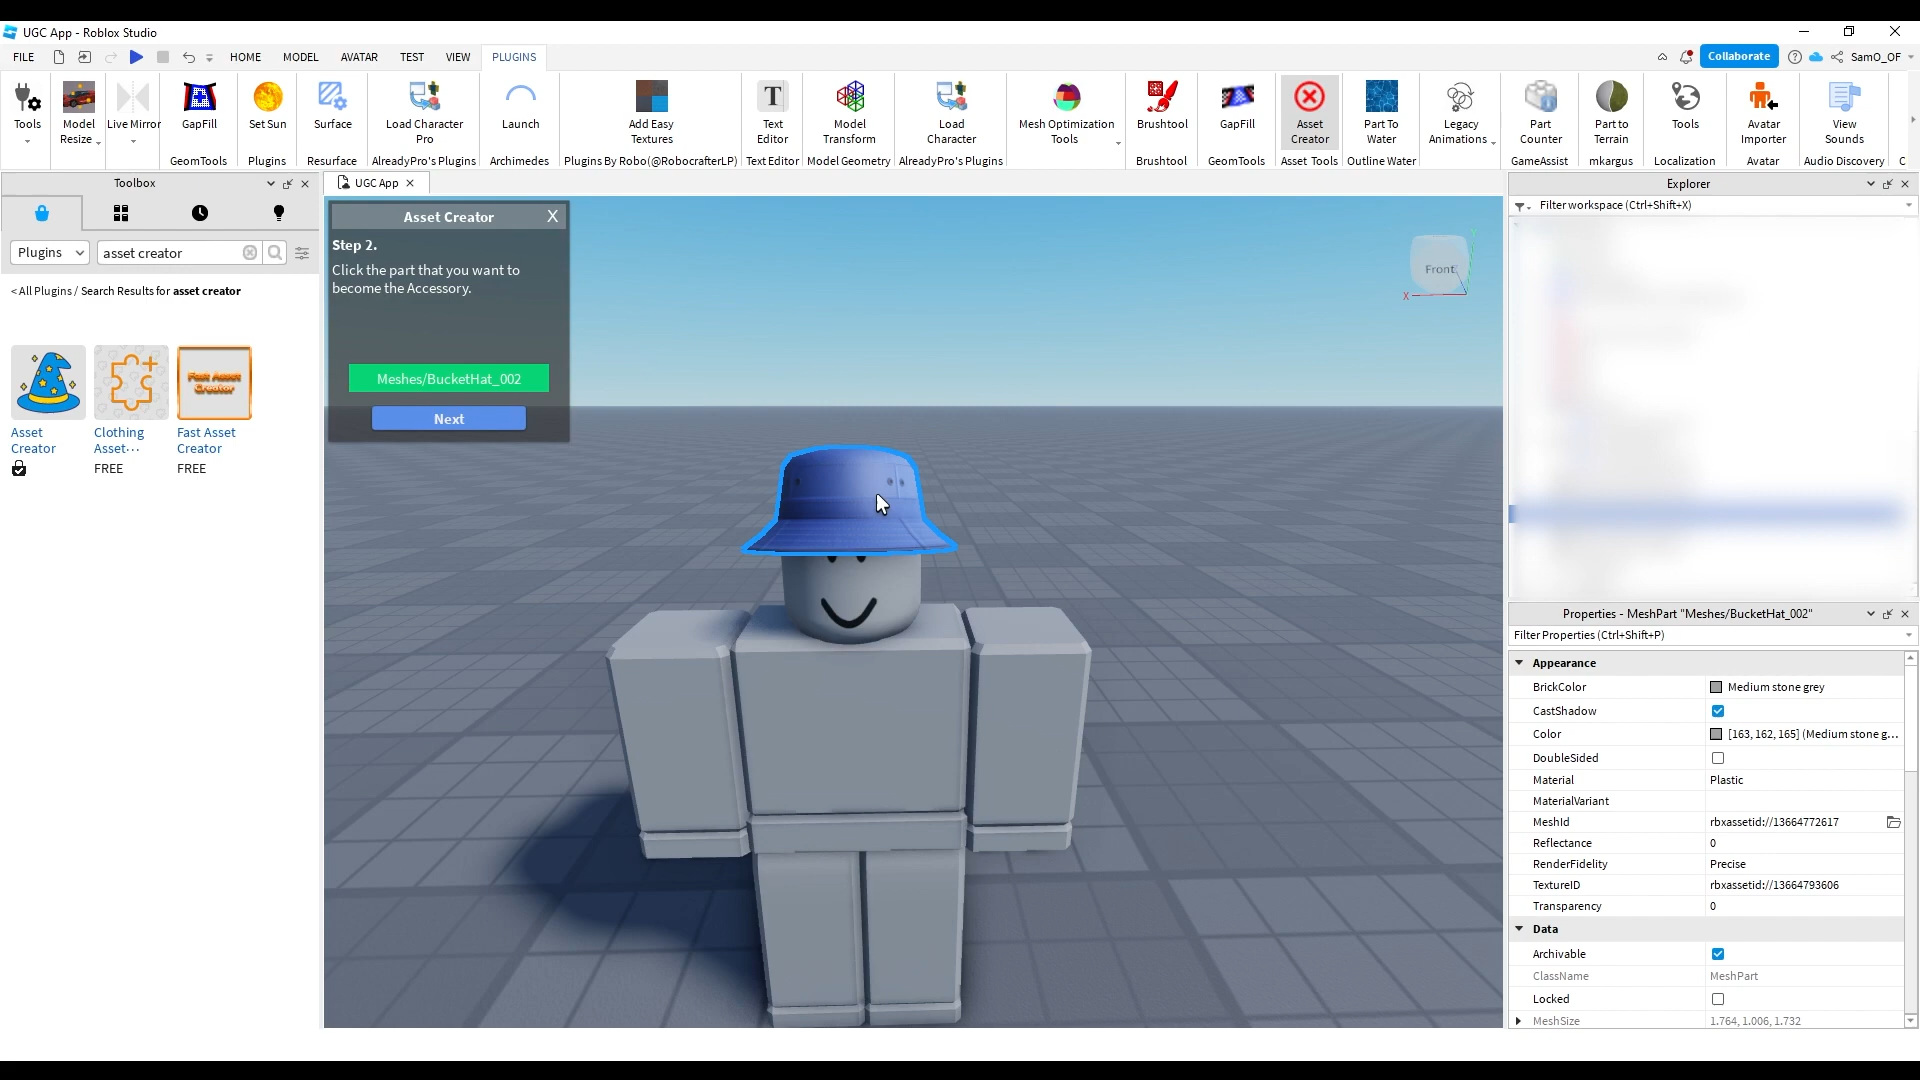 UGC App - Roblox Studio
FILE HOME MODEL AVATAR TEST VIEW PLUGINS Collaborate SamO_OF
Tools
Model Resize
Live Mirror
GapFill
GeomTools
Set Sun
Plugins
Surface
Resurface
Load Character Pro
AlreadyPro's Plugins
Launch
Archimedes
Add Easy Textures
Plugins By Robo(@RobocrafterLP)
T
Text Editor
Text Editor
Model Transform
Model Geometry
Load Character
AlreadyPro's Plugins
Mesh Optimization Tools
Brushtool
Brushtool
GapFill
GeomTools
Asset Creator
Asset Tools
Part To Water
Outline Water
Legacy Animations
Part Counter
GameAssist
Part to Terrain
mkargus
Tools
Localization
Avatar Importer
Avatar
View Sounds
Audio Discovery
C
Toolbox
Plugins
asset creator
< All Plugins / Search Results for asset creator
Fast Asset
Creator
Asset
Creator
Clothing
Asset···
FREE
Fast Asset
Creator
FREE
UGC App
Asset Creator X
Step 2.
Click the part that you want to
become the Accessory.
Meshes/BucketHat_002
Next
Front
X
Y
Explorer
Filter workspace (Ctrl+Shift+X)
Properties - MeshPart "Meshes/BucketHat_002"
Filter Properties (Ctrl+Shift+P)
Appearance
BrickColor Medium stone grey
CastShadow
Color [163, 162, 165] (Medium stone g...
DoubleSided
Material Plastic
MaterialVariant
MeshId rbxassetid://13664772617
Reflectance 0
RenderFidelity Precise
TextureID rbxassetid://13664793606
Transparency 0
Data
Archivable
ClassName MeshPart
Locked
MeshSize 1.764, 1.006, 1.732